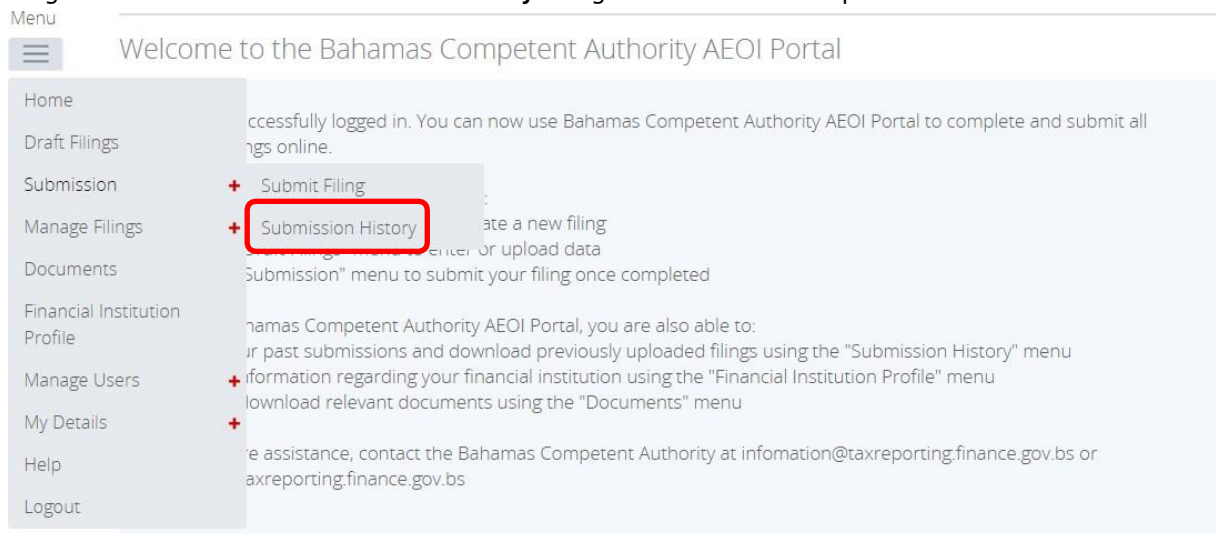 Menu
Welcome to the Bahamas Competent Authority AEOI Portal
Home
Draft Filings
Submission +
Manage Filings +
Documents
Financial Institution
Profile
Manage Users +
My Details +
Help
Logout
Submit Filing
Submission History
ccessfully logged in. You can now use Bahamas Competent Authority AEOI Portal to complete and submit all
ngs online.
:
ate a new filing
menu to enter or upload data
Submission" menu to submit your filing once completed
hamas Competent Authority AEOI Portal, you are also able to:
ur past submissions and download previously uploaded filings using the "Submission History" menu
nformation regarding your financial institution using the "Financial Institution Profile" menu
download relevant documents using the "Documents" menu
re assistance, contact the Bahamas Competent Authority at infomation@taxreporting.finance.gov.bs or
axreporting.finance.gov.bs